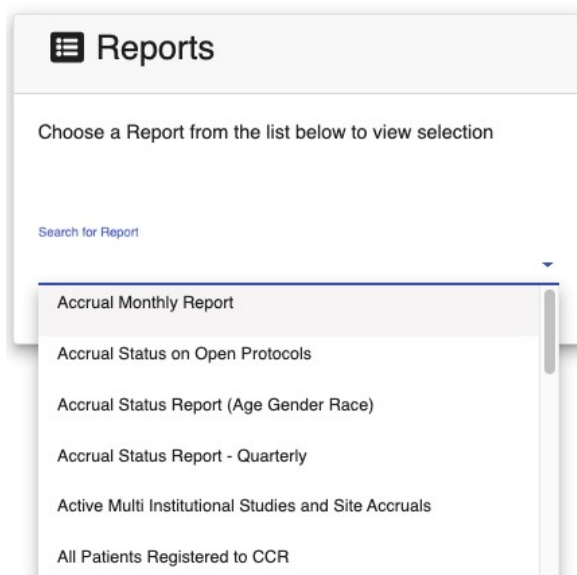 Reports
Choose a Report from the list below to view selection
Search for Report
Accrual Monthly Report
Accrual Status on Open Protocols
Accrual Status Report (Age Gender Race)
Accrual Status Report - Quarterly
Active Multi Institutional Studies and Site Accruals
All Patients Registered to CCR